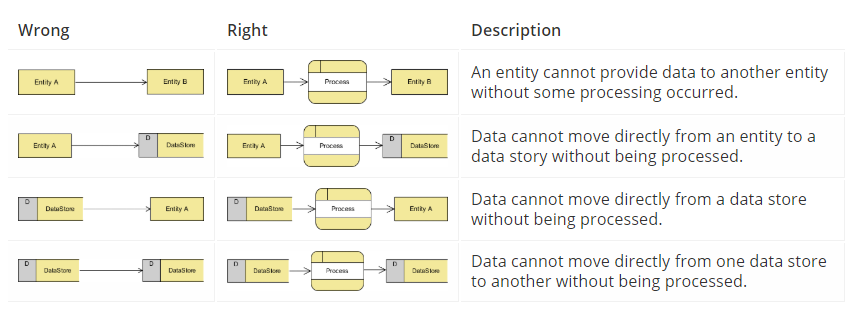 Wrong Right Description
Entity A Entity B Entity A Process Entity B An entity cannot provide data to another entity
without some processing occurred.
Entity A D DataStore Entity A Process D DataStore Data cannot move directly from an entity to a
data story without being processed.
D DataStore Entity A D DataStore Process Entity A Data cannot move directly from a data store
without being processed.
D DataStore D DataStore D DataStore Process D DataStore Data cannot move directly from one data store
to another without being processed.